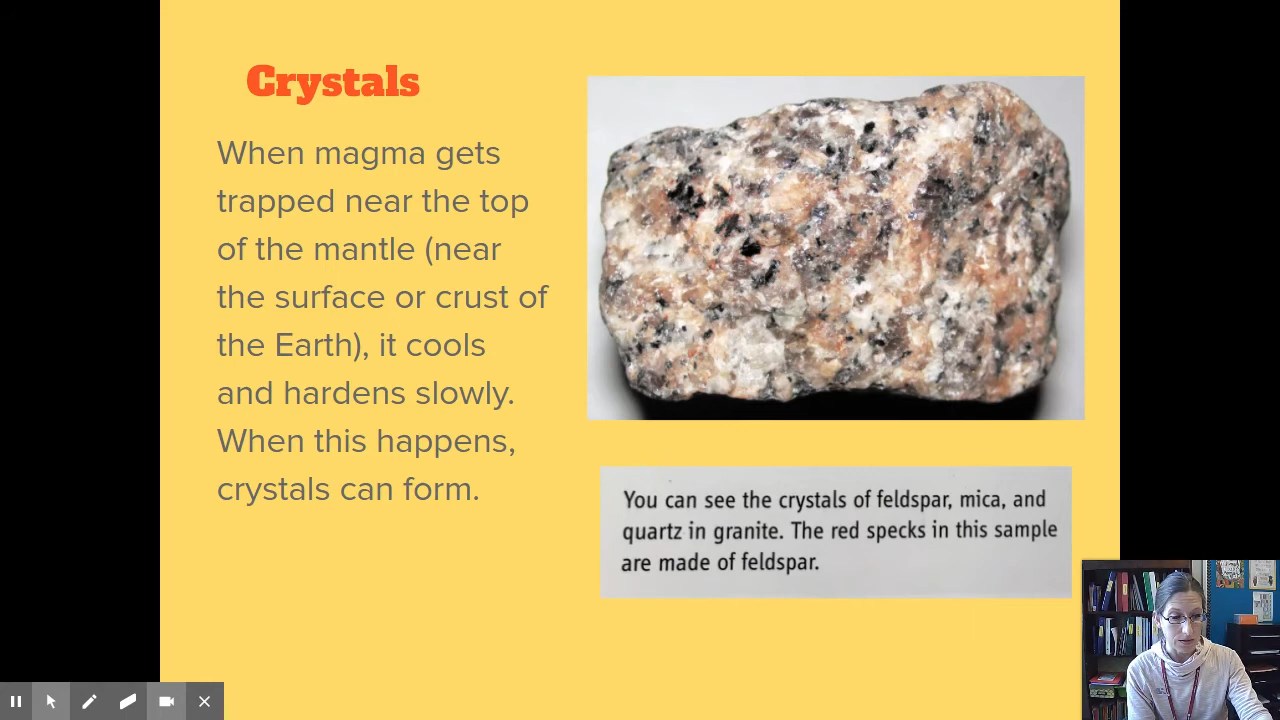 Crystals
When magma gets
trapped near the top
of the mantle (near
the surface or crust of
the Earth), it cools
and hardens slowly.
When this happens,
crystals can form.
You can see the crystals of feldspar, mica, and
quartz in granite. The red specks in this sample
are made of feldspar.